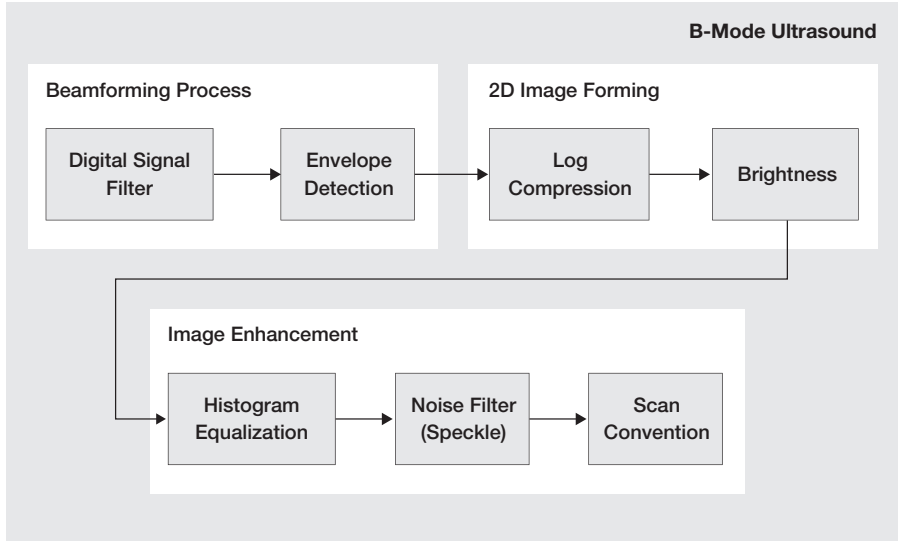 B-Mode Ultrasound
Beamforming Process
Digital Signal
Filter
Envelope
Detection
2D Image Forming
Log
Compression
Brightness
Image Enhancement
Histogram
Equalization
Noise Filter
(Speckle)
Scan
Convention